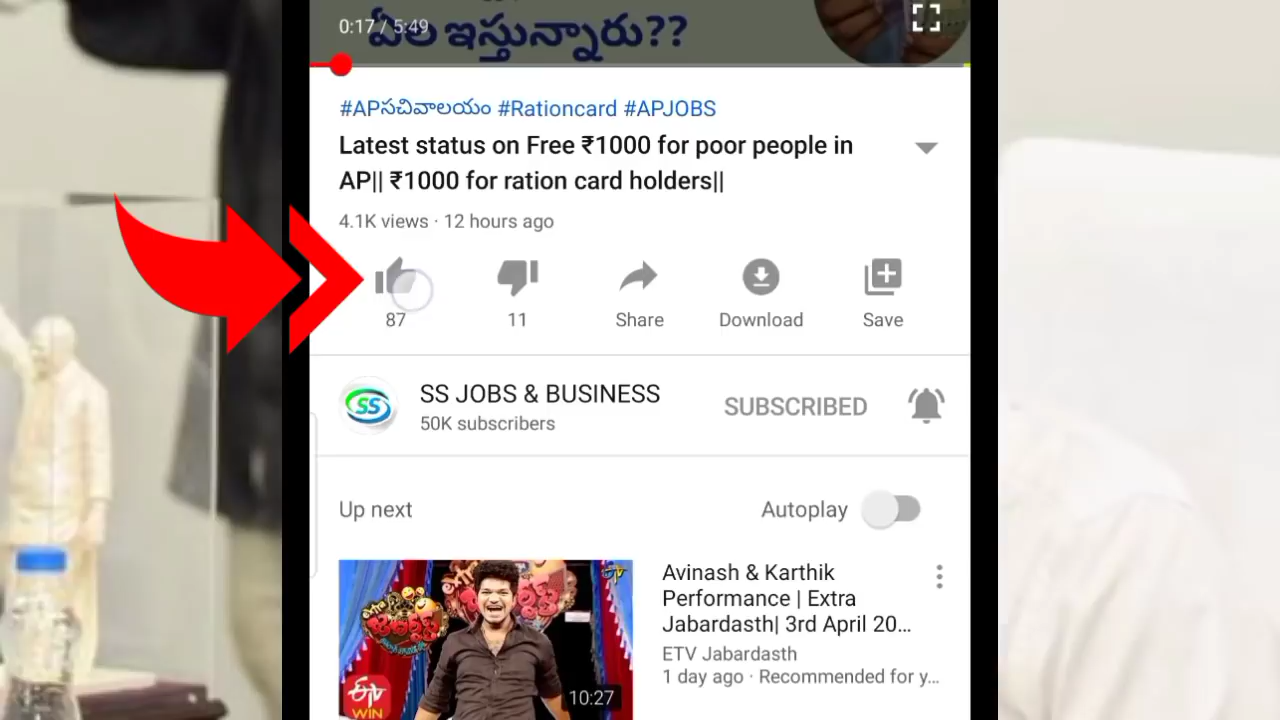 0:17 / 5:49
ఏలా ఇస్తున్నారు??
#APసచివాలయం #Rationcard #APJOBS
Latest status on Free ₹1000 for poor people in
AP|| ₹1000 for ration card holders||
4.1K views · 12 hours ago
87
11
Share
Download
Save
SS
SS JOBS & BUSINESS
50K subscribers
SUBSCRIBED
Up next
Autoplay
Avinash & Karthik
Performance | Extra
Jabardasth| 3rd April 20...
ETV Jabardasth
1 day ago · Recommended for y...
WIN
10:27